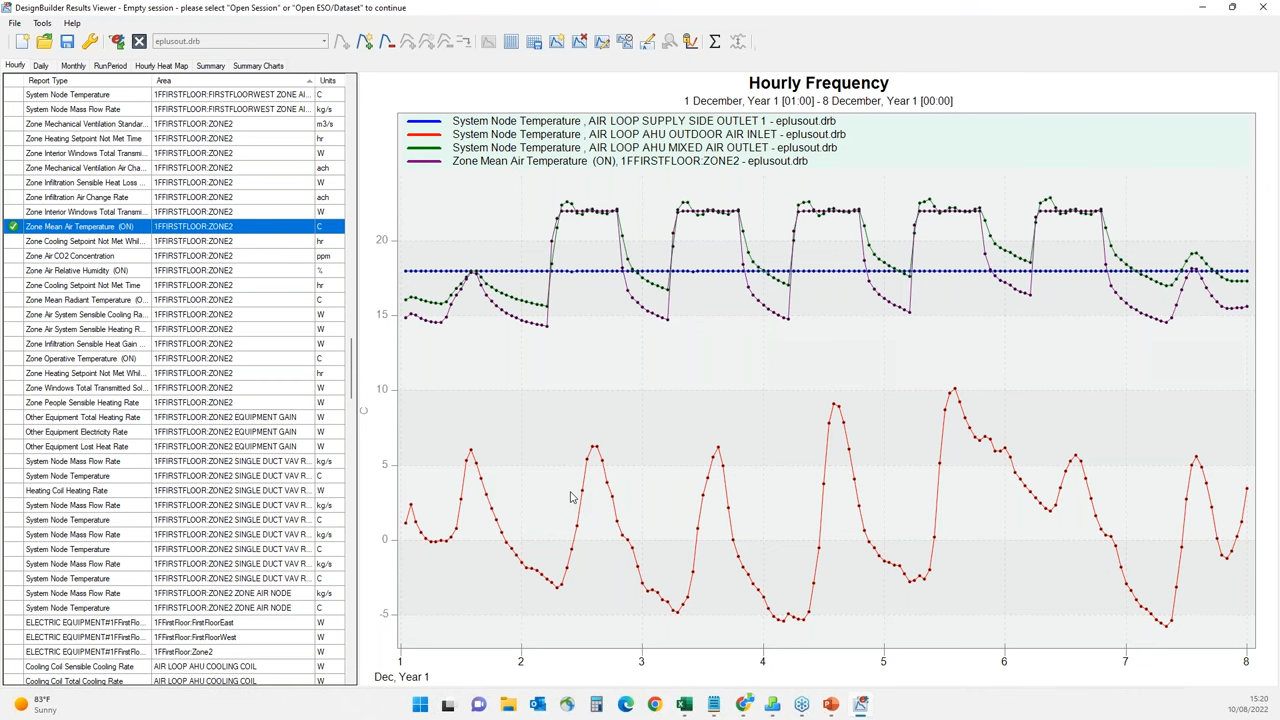 DesignBuilder Results Viewer - Empty session - please select "Open Session" or "Open ESO/Dataset" to continue
File Tools Help
eplusout.drb
Hourly Daily Monthly RunPeriod Hourly Heat Map Summary Summary Charts
Report Type Area Units
System Node Temperature 1FFIRSTFLOOR:FIRSTFLOORWEST ZONE AI... C
System Node Mass Flow Rate 1FFIRSTFLOOR:FIRSTFLOORWEST ZONE AI... kg/s
Zone Mechanical Ventilation Standar... 1FFIRSTFLOOR:ZONE2 m3/s
Zone Heating Setpoint Not Met Time 1FFIRSTFLOOR:ZONE2 hr
Zone Interior Windows Total Transmi... 1FFIRSTFLOOR:ZONE2 W
Zone Mechanical Ventilation Air Cha... 1FFIRSTFLOOR:ZONE2 ach
Zone Infiltration Sensible Heat Loss ... 1FFIRSTFLOOR:ZONE2 W
Zone Infiltration Air Change Rate 1FFIRSTFLOOR:ZONE2 ach
Zone Interior Windows Total Transmi... 1FFIRSTFLOOR:ZONE2 W
Zone Mean Air Temperature (ON) 1FFIRSTFLOOR:ZONE2 C
Zone Cooling Setpoint Not Met Whil... 1FFIRSTFLOOR:ZONE2 hr
Zone Air CO2 Concentration 1FFIRSTFLOOR:ZONE2 ppm
Zone Air Relative Humidity (ON) 1FFIRSTFLOOR:ZONE2 %
Zone Cooling Setpoint Not Met Time 1FFIRSTFLOOR:ZONE2 hr
Zone Mean Radiant Temperature (O... 1FFIRSTFLOOR:ZONE2 C
Zone Air System Sensible Cooling Ra... 1FFIRSTFLOOR:ZONE2 W
Zone Air System Sensible Heating R... 1FFIRSTFLOOR:ZONE2 W
Zone Infiltration Sensible Heat Gain ... 1FFIRSTFLOOR:ZONE2 W
Zone Operative Temperature (ON) 1FFIRSTFLOOR:ZONE2 C
Zone Heating Setpoint Not Met Whil... 1FFIRSTFLOOR:ZONE2 hr
Zone Windows Total Transmitted Sol... 1FFIRSTFLOOR:ZONE2 W
Zone People Sensible Heating Rate 1FFIRSTFLOOR:ZONE2 W
Other Equipment Total Heating Rate 1FFIRSTFLOOR:ZONE2 EQUIPMENT GAIN W
Other Equipment Electricity Rate 1FFIRSTFLOOR:ZONE2 EQUIPMENT GAIN W
Other Equipment Lost Heat Rate 1FFIRSTFLOOR:ZONE2 EQUIPMENT GAIN W
System Node Mass Flow Rate 1FFIRSTFLOOR:ZONE2 SINGLE DUCT VAV R... kg/s
System Node Temperature 1FFIRSTFLOOR:ZONE2 SINGLE DUCT VAV R... C
Heating Coil Heating Rate 1FFIRSTFLOOR:ZONE2 SINGLE DUCT VAV R... W
System Node Mass Flow Rate 1FFIRSTFLOOR:ZONE2 SINGLE DUCT VAV R... kg/s
System Node Temperature 1FFIRSTFLOOR:ZONE2 SINGLE DUCT VAV R... C
System Node Mass Flow Rate 1FFIRSTFLOOR:ZONE2 SINGLE DUCT VAV R... kg/s
System Node Temperature 1FFIRSTFLOOR:ZONE2 SINGLE DUCT VAV R... C
System Node Mass Flow Rate 1FFIRSTFLOOR:ZONE2 SINGLE DUCT VAV R... kg/s
System Node Temperature 1FFIRSTFLOOR:ZONE2 SINGLE DUCT VAV R... C
System Node Mass Flow Rate 1FFIRSTFLOOR:ZONE2 ZONE AIR NODE kg/s
System Node Temperature 1FFIRSTFLOOR:ZONE2 ZONE AIR NODE C
ELECTRIC EQUIPMENT#1FFirstFlo... 1FFirstFloor:FirstFloorEast W
ELECTRIC EQUIPMENT#1FFirstFlo... 1FFirstFloor:FirstFloorWest W
ELECTRIC EQUIPMENT#1FFirstFlo... 1FFirstFloor:Zone2 W
Cooling Coil Sensible Cooling Rate AIR LOOP AHU COOLING COIL W
Cooling Coil Total Cooling Rate AIR LOOP AHU COOLING COIL W
Hourly Frequency
1 December, Year 1 [01:00] - 8 December, Year 1 [00:00]
System Node Temperature , AIR LOOP SUPPLY SIDE OUTLET 1 - eplusout.drb
System Node Temperature , AIR LOOP AHU OUTDOOR AIR INLET - eplusout.drb
System Node Temperature , AIR LOOP AHU MIXED AIR OUTLET - eplusout.drb
Zone Mean Air Temperature (ON), 1FFIRSTFLOOR:ZONE2 - eplusout.drb
20
15
10
C
5
0
-5
1 2 3 4 5 6 7 8
Dec, Year 1
83°F
Sunny
15:20
10/08/2022